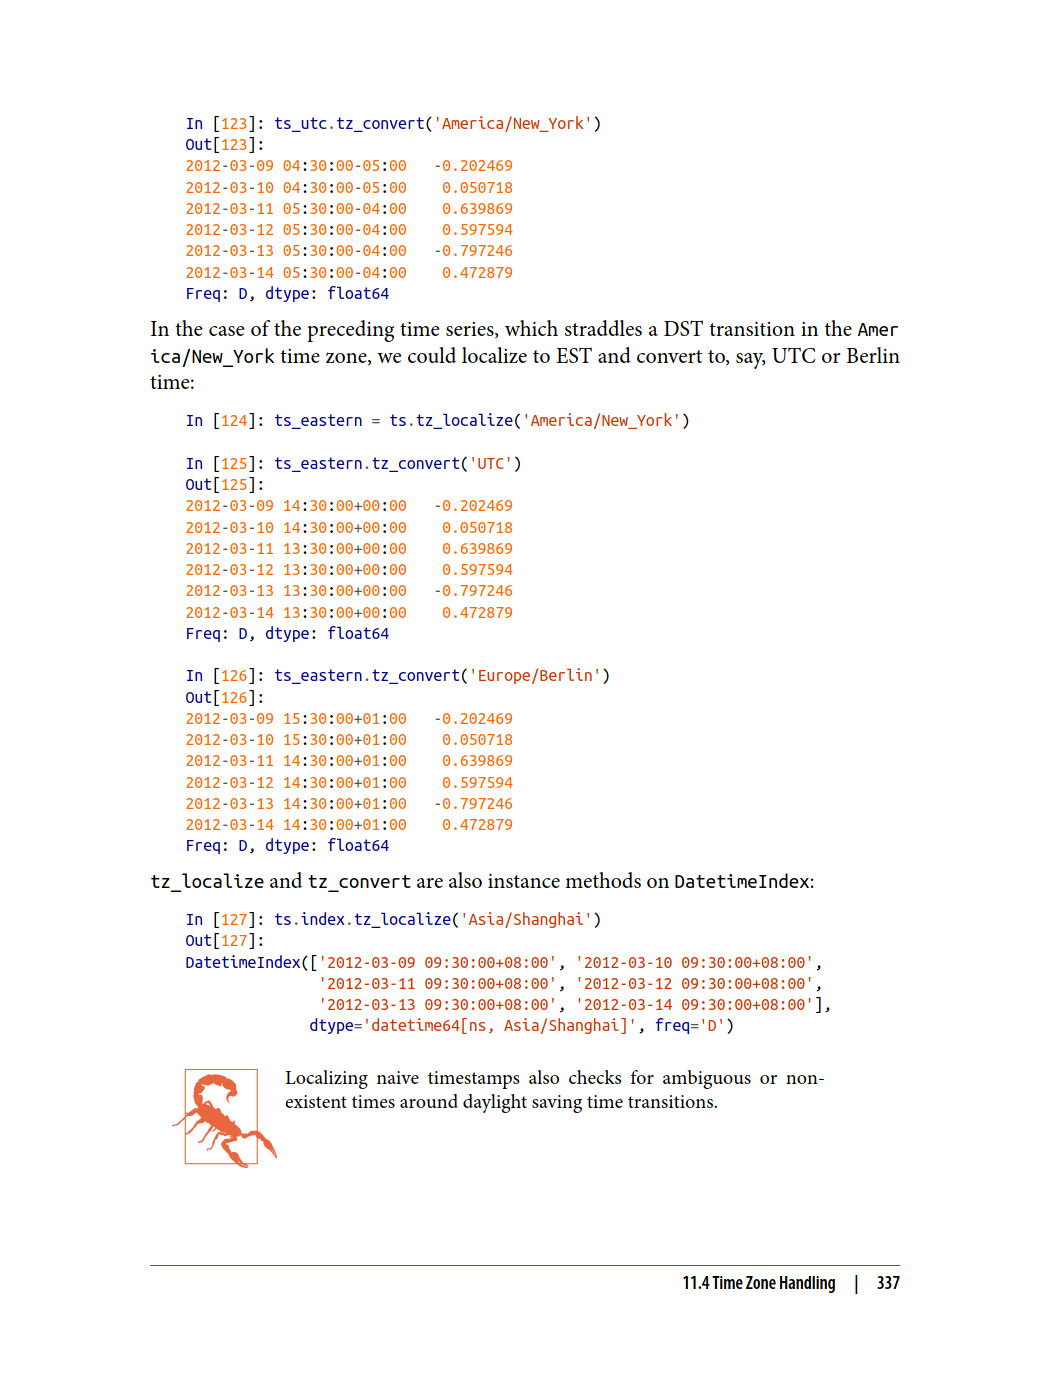 In [123]: ts_utc.tz_convert('America/New_York')
Out[123]:
2012-03-09 04:30:00-05:00   -0.202469
2012-03-10 04:30:00-05:00    0.050718
2012-03-11 05:30:00-04:00    0.639869
2012-03-12 05:30:00-04:00    0.597594
2012-03-13 05:30:00-04:00   -0.797246
2012-03-14 05:30:00-04:00    0.472879
Freq: D, dtype: float64
In the case of the preceding time series, which straddles a DST transition in the Amer
ica/New_York time zone, we could localize to EST and convert to, say, UTC or Berlin
time:
In [124]: ts_eastern = ts.tz_localize('America/New_York')
In [125]: ts_eastern.tz_convert('UTC')
Out[125]:
2012-03-09 14:30:00+00:00   -0.202469
2012-03-10 14:30:00+00:00    0.050718
2012-03-11 13:30:00+00:00    0.639869
2012-03-12 13:30:00+00:00    0.597594
2012-03-13 13:30:00+00:00   -0.797246
2012-03-14 13:30:00+00:00    0.472879
Freq: D, dtype: float64
In [126]: ts_eastern.tz_convert('Europe/Berlin')
Out[126]:
2012-03-09 15:30:00+01:00   -0.202469
2012-03-10 15:30:00+01:00    0.050718
2012-03-11 14:30:00+01:00    0.639869
2012-03-12 14:30:00+01:00    0.597594
2012-03-13 14:30:00+01:00   -0.797246
2012-03-14 14:30:00+01:00    0.472879
Freq: D, dtype: float64
tz_localize and tz_convert are also instance methods on DatetimeIndex:
In [127]: ts.index.tz_localize('Asia/Shanghai')
Out[127]:
DatetimeIndex(['2012-03-09 09:30:00+08:00', '2012-03-10 09:30:00+08:00',
               '2012-03-11 09:30:00+08:00', '2012-03-12 09:30:00+08:00',
               '2012-03-13 09:30:00+08:00', '2012-03-14 09:30:00+08:00'],
              dtype='datetime64[ns, Asia/Shanghai]', freq='D')
Localizing naive timestamps also checks for ambiguous or non-
existent times around daylight saving time transitions.
11.4 Time Zone Handling | 337